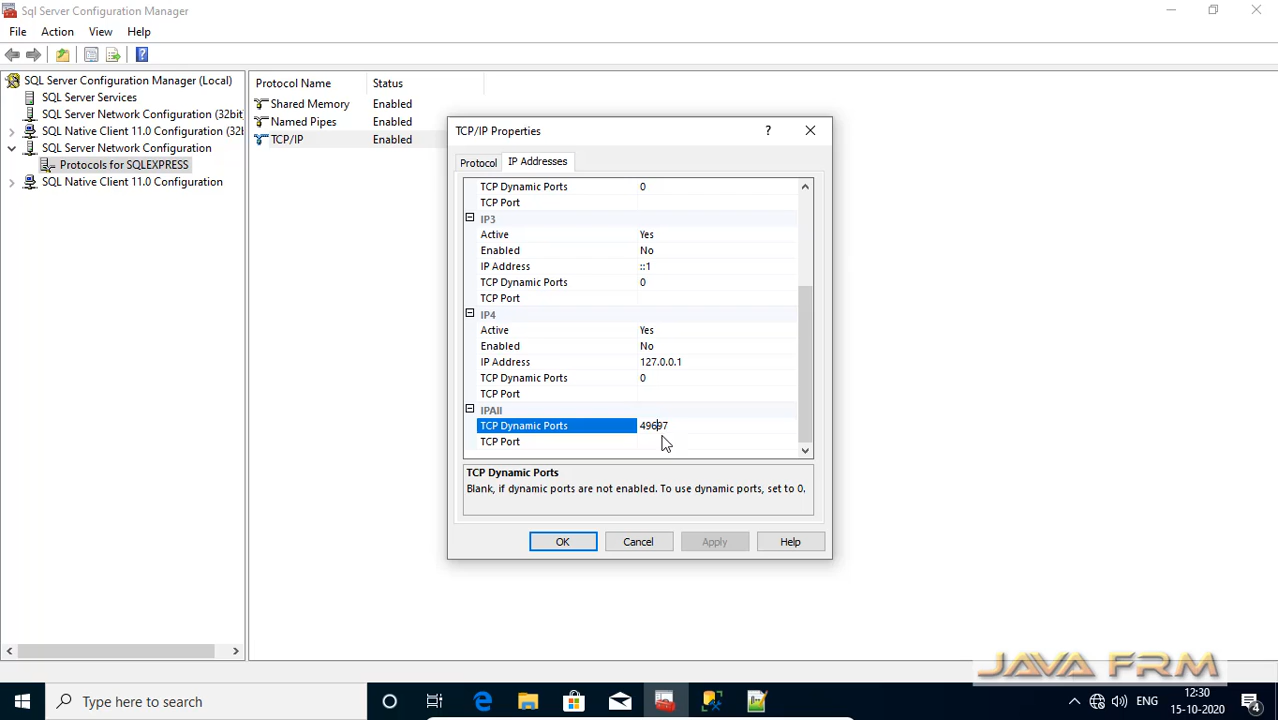 Sql Server Configuration Manager
File Action View Help
SQL Server Configuration Manager (Local)
SQL Server Services
SQL Server Network Configuration (32bit
SQL Native Client 11.0 Configuration (32b
SQL Server Network Configuration
Protocols for SQLEXPRESS
SQL Native Client 11.0 Configuration
Protocol Name Status
Shared Memory Enabled
Named Pipes Enabled
TCP/IP Enabled
TCP/IP Properties
Protocol IP Addresses
TCP Dynamic Ports 0
TCP Port
IP3
Active Yes
Enabled No
IP Address ::1
TCP Dynamic Ports 0
TCP Port
IP4
Active Yes
Enabled No
IP Address 127.0.0.1
TCP Dynamic Ports 0
TCP Port
IPAll
TCP Dynamic Ports 49697
TCP Port
TCP Dynamic Ports
Blank, if dynamic ports are not enabled. To use dynamic ports, set to 0.
OK Cancel Apply Help
JAVA FRM
Type here to search
ENG
12:30
15-10-2020
4